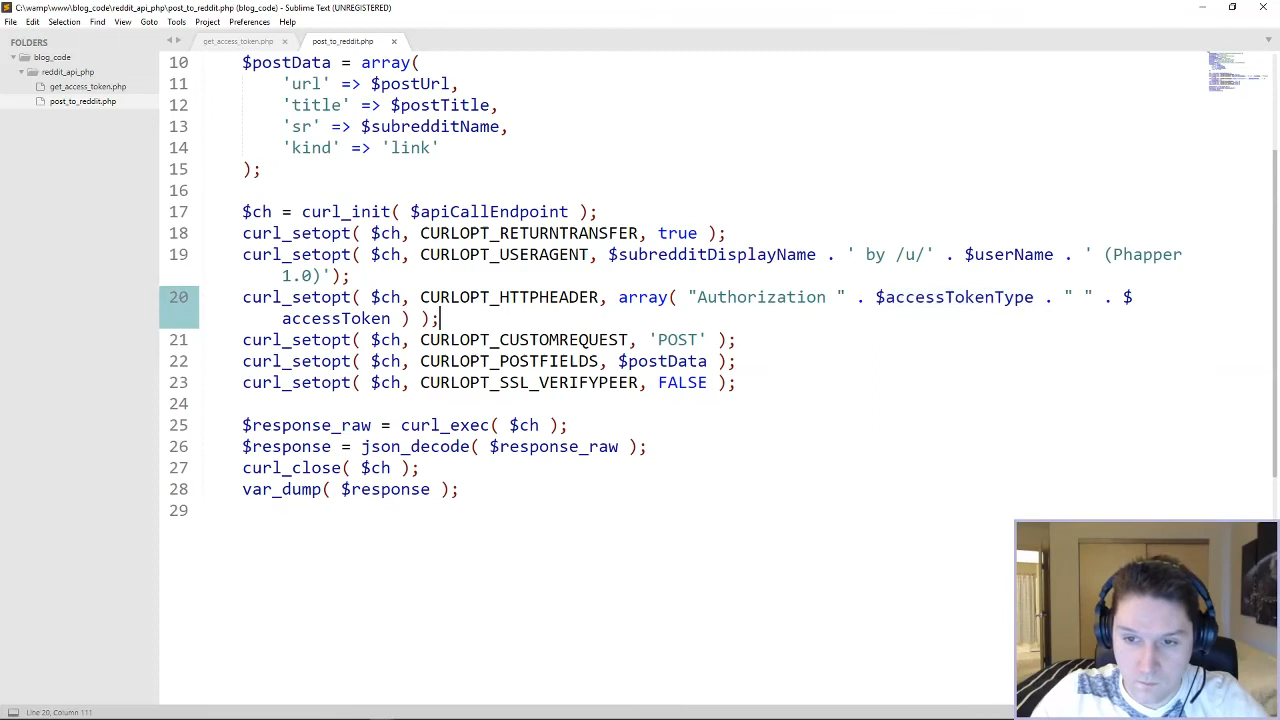 C:\wamp\www\blog_code\reddit_api_php\post_to_reddit.php (blog_code) - Sublime Text (UNREGISTERED)
File Edit Selection Find View Goto Tools Project Preferences Help
FOLDERS
blog_code
reddit_api_php
get_access_token.php
post_to_reddit.php
get_access_token.php × post_to_reddit.php ×
10 $postData = array(
11 'url' => $postUrl,
12 'title' => $postTitle,
13 'sr' => $subredditName,
14 'kind' => 'link'
15 );
16
17 $ch = curl_init( $apiCallEndpoint );
18 curl_setopt( $ch, CURLOPT_RETURNTRANSFER, true );
19 curl_setopt( $ch, CURLOPT_USERAGENT, $subredditDisplayName . ' by /u/' . $userName . ' (Phapper
1.0)');
20 curl_setopt( $ch, CURLOPT_HTTPHEADER, array( "Authorization " . $accessTokenType . " " . $
accessToken ) );
21 curl_setopt( $ch, CURLOPT_CUSTOMREQUEST, 'POST' );
22 curl_setopt( $ch, CURLOPT_POSTFIELDS, $postData );
23 curl_setopt( $ch, CURLOPT_SSL_VERIFYPEER, FALSE );
24
25 $response_raw = curl_exec( $ch );
26 $response = json_decode( $response_raw );
27 curl_close( $ch );
28 var_dump( $response );
29
Line 20, Column 111